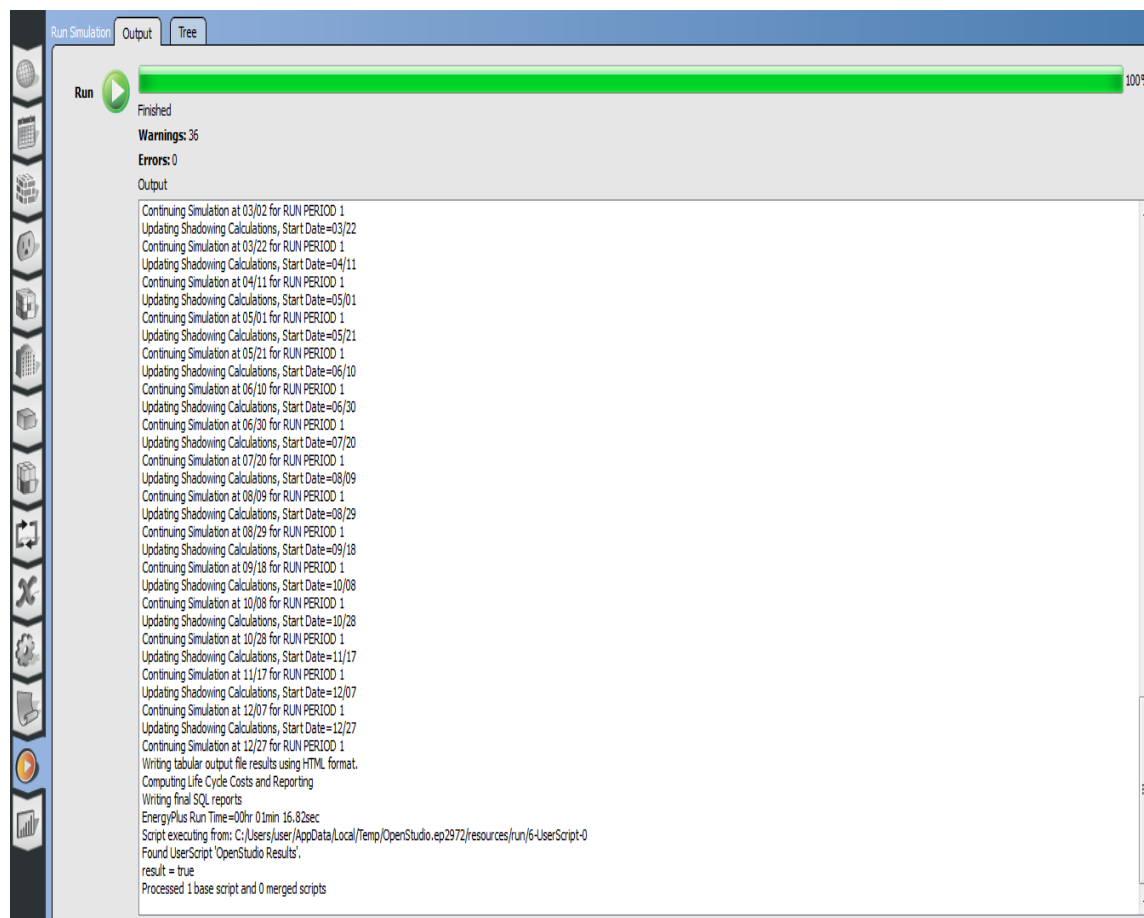 Run Simulation Output Tree
Run 100%
Finished
Warnings: 36
Errors: 0
Output
Continuing Simulation at 03/02 for RUN PERIOD 1
Updating Shadowing Calculations, Start Date=03/22
Continuing Simulation at 03/22 for RUN PERIOD 1
Updating Shadowing Calculations, Start Date=04/11
Continuing Simulation at 04/11 for RUN PERIOD 1
Updating Shadowing Calculations, Start Date=05/01
Continuing Simulation at 05/01 for RUN PERIOD 1
Updating Shadowing Calculations, Start Date=05/21
Continuing Simulation at 05/21 for RUN PERIOD 1
Updating Shadowing Calculations, Start Date=06/10
Continuing Simulation at 06/10 for RUN PERIOD 1
Updating Shadowing Calculations, Start Date=06/30
Continuing Simulation at 06/30 for RUN PERIOD 1
Updating Shadowing Calculations, Start Date=07/20
Continuing Simulation at 07/20 for RUN PERIOD 1
Updating Shadowing Calculations, Start Date=08/09
Continuing Simulation at 08/09 for RUN PERIOD 1
Updating Shadowing Calculations, Start Date=08/29
Continuing Simulation at 08/29 for RUN PERIOD 1
Updating Shadowing Calculations, Start Date=09/18
Continuing Simulation at 09/18 for RUN PERIOD 1
Updating Shadowing Calculations, Start Date=10/08
Continuing Simulation at 10/08 for RUN PERIOD 1
Updating Shadowing Calculations, Start Date=10/28
Continuing Simulation at 10/28 for RUN PERIOD 1
Updating Shadowing Calculations, Start Date=11/17
Continuing Simulation at 11/17 for RUN PERIOD 1
Updating Shadowing Calculations, Start Date=12/07
Continuing Simulation at 12/07 for RUN PERIOD 1
Updating Shadowing Calculations, Start Date=12/27
Continuing Simulation at 12/27 for RUN PERIOD 1
Writing tabular output file results using HTML format.
Computing Life Cycle Costs and Reporting
Writing final SQL reports
EnergyPlus Run Time=00hr 01min 16.82sec
Script executing from: C:/Users/user/AppData/Local/Temp/OpenStudio.ep2972/resources/run/6-UserScript-0
Found UserScript 'OpenStudio Results'.
result = true
Processed 1 base script and 0 merged scripts